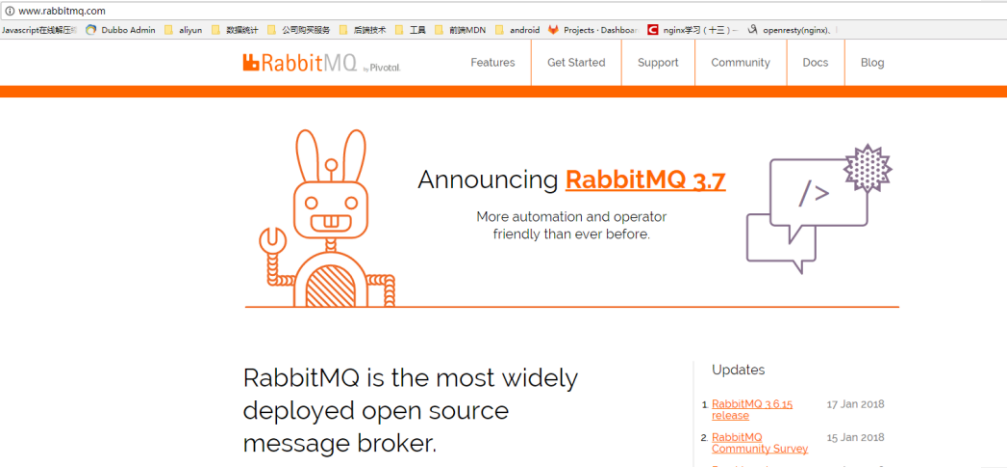 www.rabbitmq.com
Javascript在线解压 Dubbo Admin aliyun 数据统计 公司购买服务 后端技术 工具 前端MDN android Projects · Dashboar nginx学习（十三）– openresty(nginx)、
RabbitMQ by Pivotal. Features Get Started Support Community Docs Blog
Announcing RabbitMQ 3.7
</>
More automation and operator
friendly than ever before.
RabbitMQ is the most widely
deployed open source
message broker.
Updates
1. RabbitMQ 3.6.15 17 Jan 2018
release
2. RabbitMQ 15 Jan 2018
Community Survey